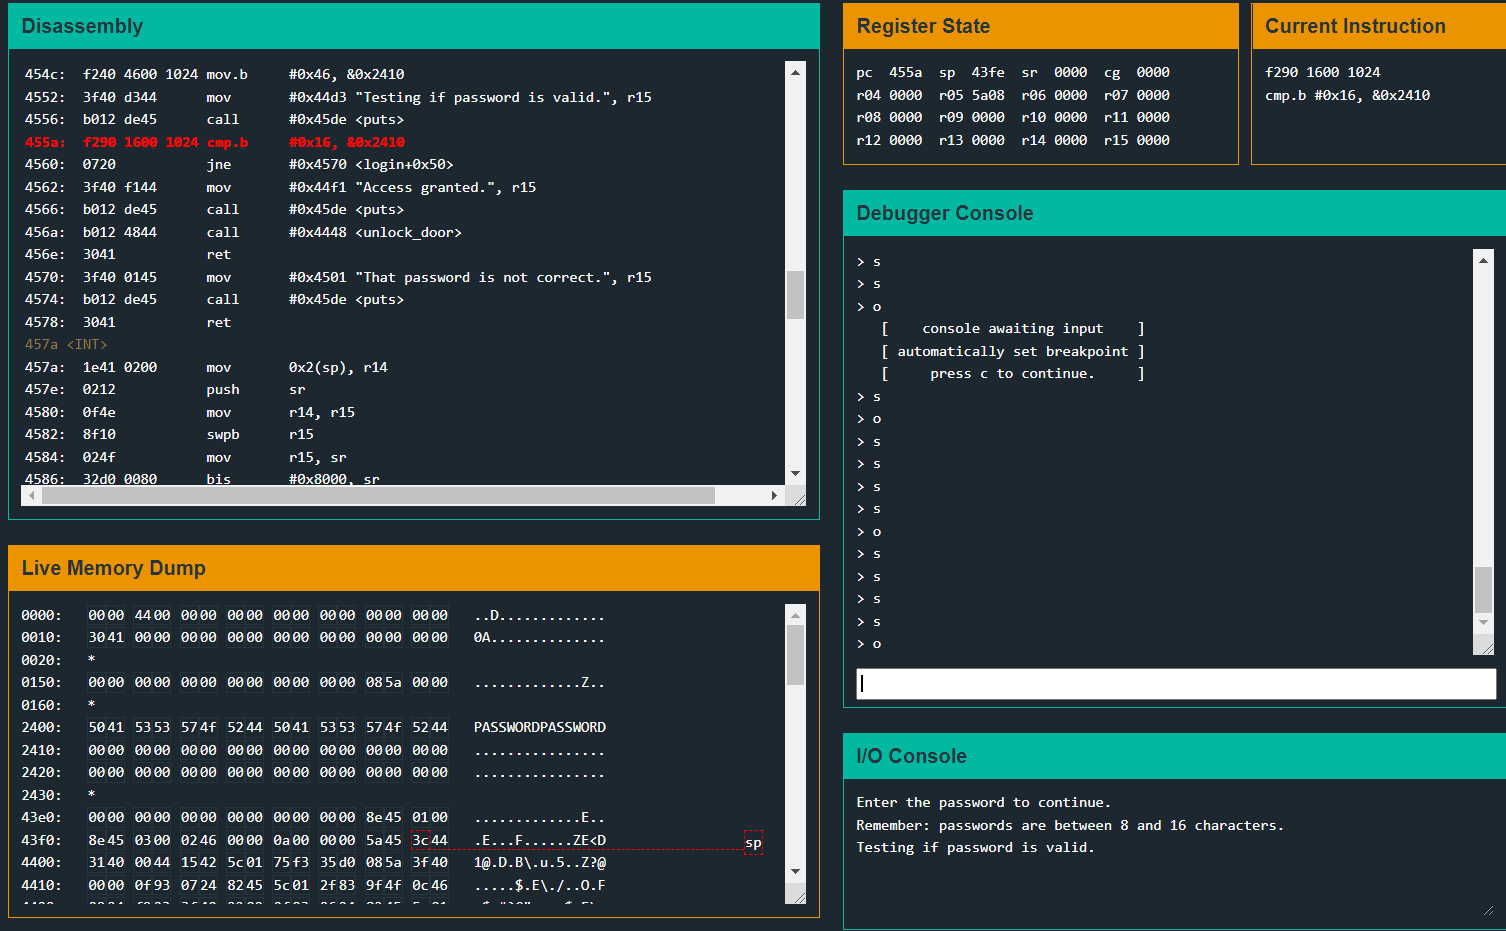 Disassembly
454c: f240 4600 1024 mov.b #0x46, &0x2410
4552: 3f40 d344 mov #0x44d3 "Testing if password is valid.", r15
4556: b012 de45 call #0x45de <puts>
455a: f290 1600 1024 cmp.b #0x16, &0x2410
4560: 0720 jne #0x4570 <login+0x50>
4562: 3f40 f144 mov #0x44f1 "Access granted.", r15
4566: b012 de45 call #0x45de <puts>
456a: b012 4844 call #0x4448 <unlock_door>
456e: 3041 ret
4570: 3f40 0145 mov #0x4501 "That password is not correct.", r15
4574: b012 de45 call #0x45de <puts>
4578: 3041 ret
457a <INT>
457a: 1e41 0200 mov 0x2(sp), r14
457e: 0212 push sr
4580: 0f4e mov r14, r15
4582: 8f10 swpb r15
4584: 024f mov r15, sr
4586: 32d0 0080 bis #0x8000, sr
Live Memory Dump
0000: 0000 4400 0000 0000 0000 0000 0000 0000 ..D.............
0010: 3041 0000 0000 0000 0000 0000 0000 0000 0A..............
0020: *
0150: 0000 0000 0000 0000 0000 0000 085a 0000 .............Z..
0160: *
2400: 5041 5353 574f 5244 5041 5353 574f 5244 PASSWORDPASSWORD
2410: 0000 0000 0000 0000 0000 0000 0000 0000 ................
2420: 0000 0000 0000 0000 0000 0000 0000 0000 ................
2430: *
43e0: 0000 0000 0000 0000 0000 0000 8e45 0100 .............E..
43f0: 8e45 0300 0246 0000 0a00 0000 5a45 3c44 .E...F......ZE<D
sp
4400: 3140 0044 1542 5c01 75f3 35d0 085a 3f40 1@.D.B\.u.5..Z?@
4410: 0000 0f93 0724 8245 5c01 2f83 9f4f 0c46 .....$.E\./..O.F
Register State
pc 455a sp 43fe sr 0000 cg 0000
r04 0000 r05 5a08 r06 0000 r07 0000
r08 0000 r09 0000 r10 0000 r11 0000
r12 0000 r13 0000 r14 0000 r15 0000
Current Instruction
f290 1600 1024
cmp.b #0x16, &0x2410
Debugger Console
> s
> s
> o
[ console awaiting input ]
[ automatically set breakpoint ]
[ press c to continue. ]
> s
> o
> s
> s
> s
> s
> o
> s
> s
> s
> s
> o
I/O Console
Enter the password to continue.
Remember: passwords are between 8 and 16 characters.
Testing if password is valid.